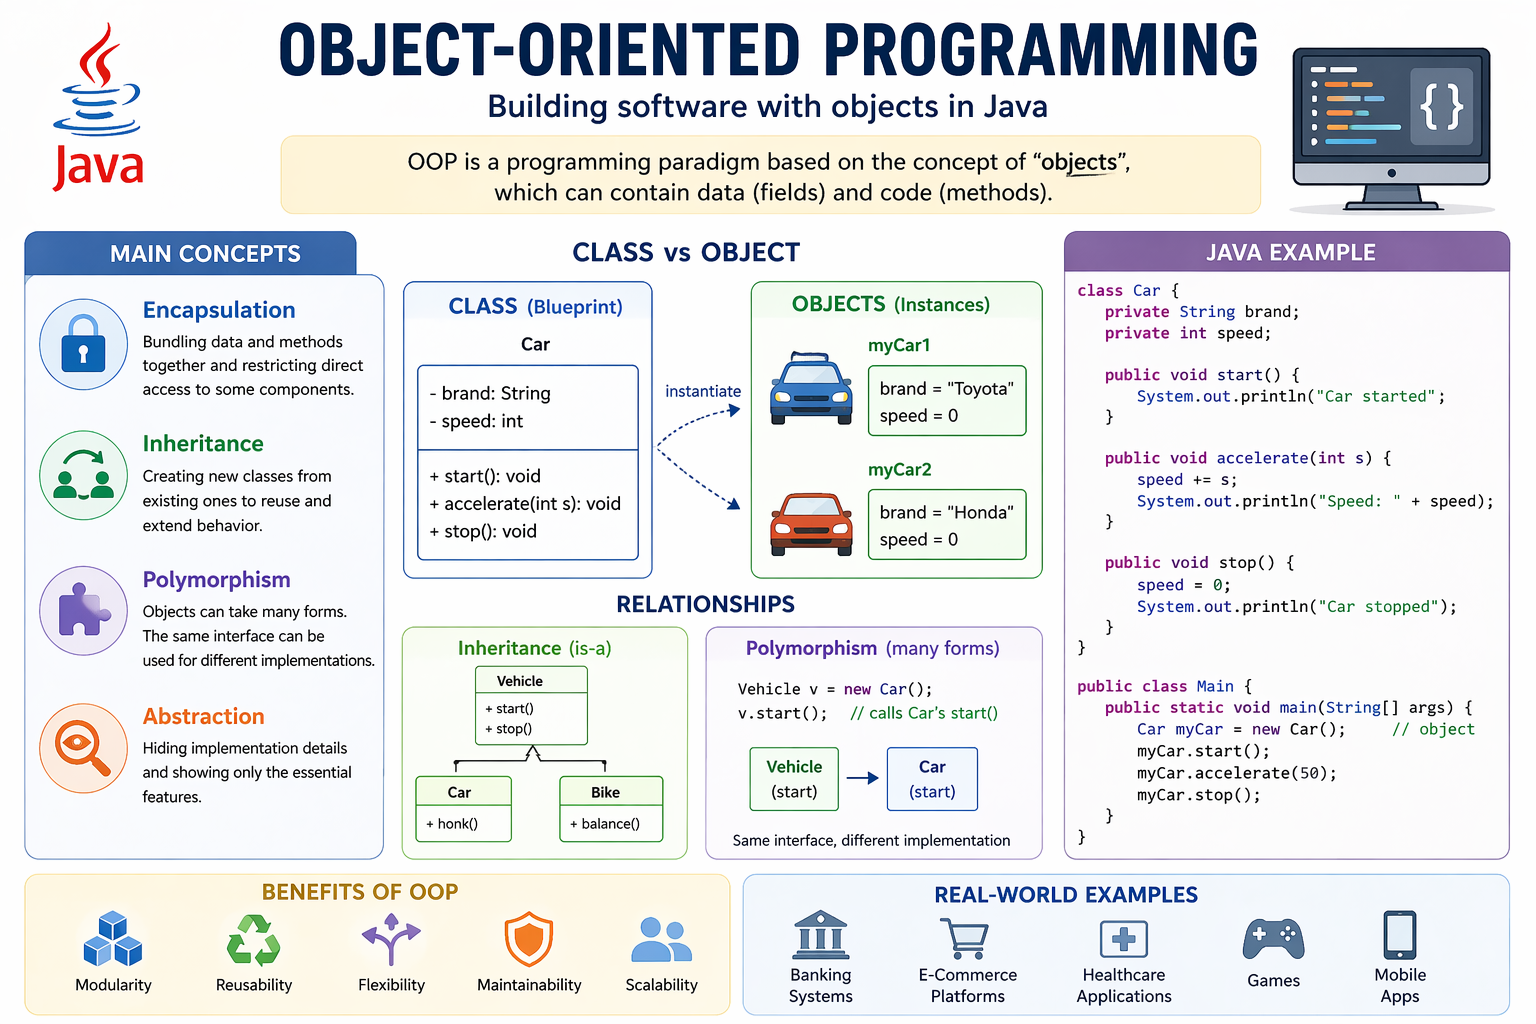 Java
OBJECT-ORIENTED PROGRAMMING
Building software with objects in Java
OOP is a programming paradigm based on the concept of “objects”,
which can contain data (fields) and code (methods).
{ }
MAIN CONCEPTS
Encapsulation
Bundling data and methods
together and restricting direct
access to some components.
Inheritance
Creating new classes from
existing ones to reuse and
extend behavior.
Polymorphism
Objects can take many forms.
The same interface can be
used for different implementations.
Abstraction
Hiding implementation details
and showing only the essential
features.
CLASS vs OBJECT
CLASS (Blueprint)
Car
- brand: String
- speed: int
+ start(): void
+ accelerate(int s): void
+ stop(): void
instantiate
OBJECTS (Instances)
myCar1
brand = "Toyota"
speed = 0
myCar2
brand = "Honda"
speed = 0
RELATIONSHIPS
Inheritance (is-a)
Vehicle
+ start()
+ stop()
Car
+ honk()
Bike
+ balance()
Polymorphism (many forms)
Vehicle v = new Car();
v.start(); // calls Car's start()
Vehicle
(start)
Car
(start)
Same interface, different implementation
JAVA EXAMPLE
class Car {
private String brand;
private int speed;
public void start() {
System.out.println("Car started";
}
public void accelerate(int s) {
speed += s;
System.out.println("Speed: " + speed);
}
public void stop() {
speed = 0;
System.out.println("Car stopped");
}
}
public class Main {
public static void main(String[] args) {
Car myCar = new Car(); // object
myCar.start();
myCar.accelerate(50);
myCar.stop();
}
}
BENEFITS OF OOP
Modularity
Reusability
Flexibility
Maintainability
Scalability
REAL-WORLD EXAMPLES
Banking
Systems
E-Commerce
Platforms
Healthcare
Applications
Games
Mobile
Apps